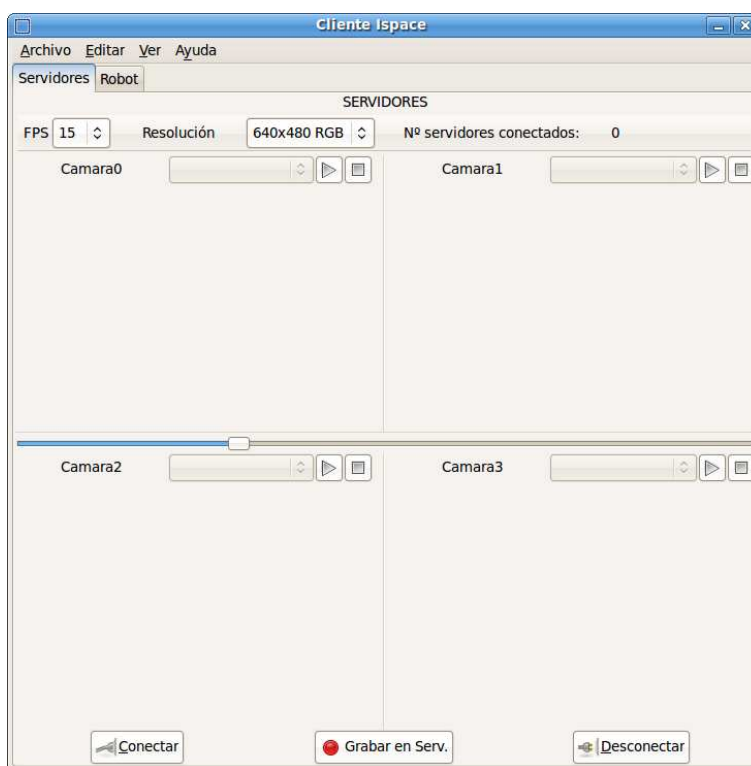 Cliente Ispace
Archivo Editar Ver Ayuda
Servidores Robot
SERVIDORES
FPS 15 Resolución 640x480 RGB Nº servidores conectados: 0
Camara0 Camara1
Camara2 Camara3
Conectar Grabar en Serv. Desconectar